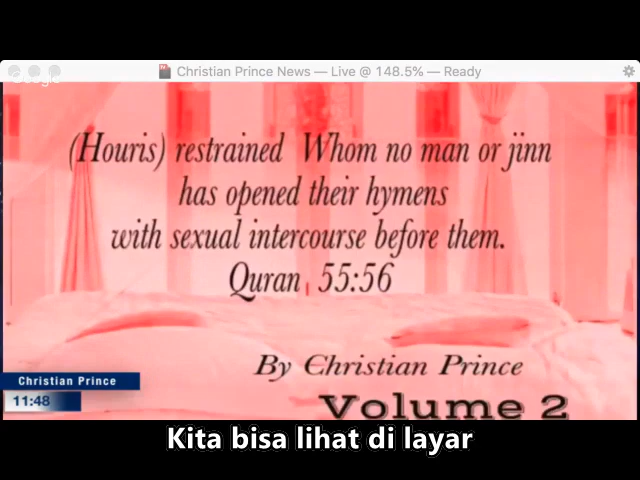 Christian Prince News — Live @ 148.5% — Ready
Google
(Houris) restrained Whom no man or jinn
has opened their hymens
with sexual intercourse before them.
Quran 55:56
By Christian Prince
Volume 2
Christian Prince
11:48
Kita bisa lihat di layar